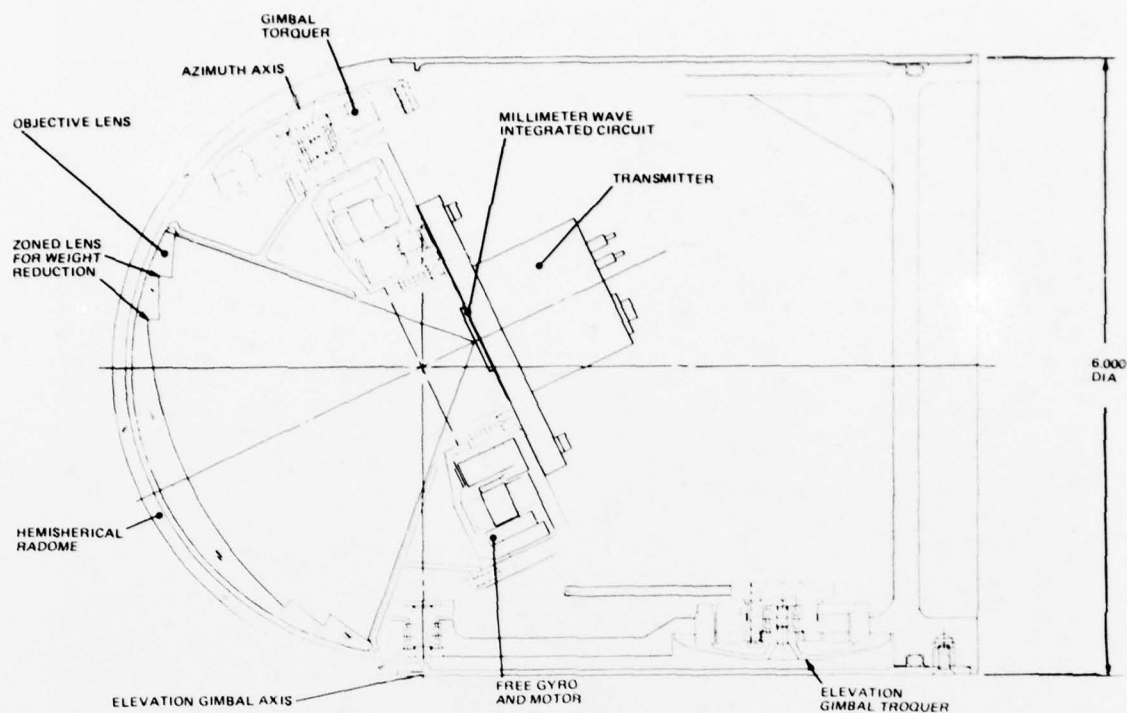 GIMBAL
TORQUER
AZIMUTH AXIS
OBJECTIVE LENS
MILLIMETER WAVE
INTEGRATED CIRCUIT
TRANSMITTER
ZONED LENS
FOR WEIGHT
REDUCTION
6.000
DIA
HEMISHERICAL
RADOME
ELEVATION GIMBAL AXIS
FREE GYRO
AND MOTOR
ELEVATION
GIMBAL TROQUER